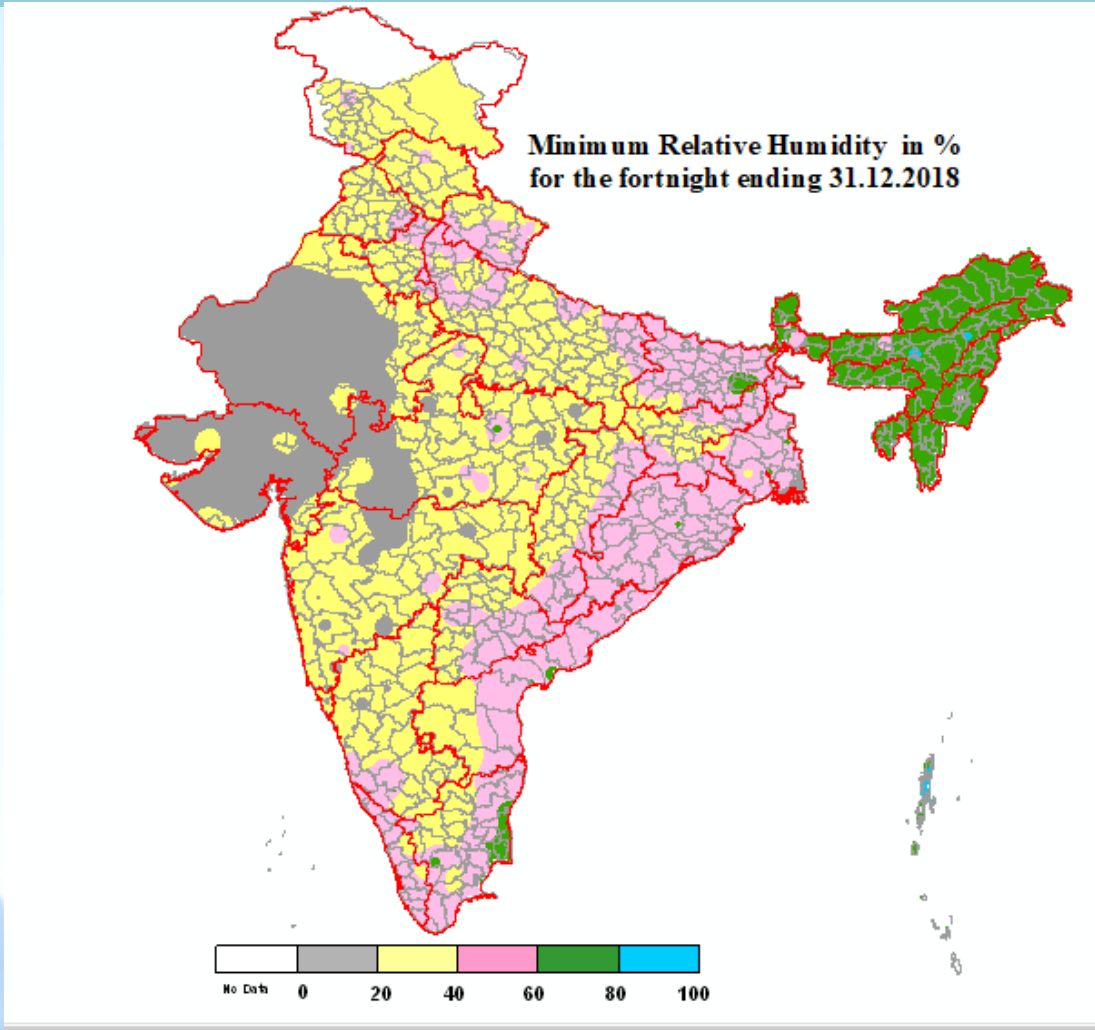 Minimum Relative Humidity in %
for the fortnight ending 31.12.2018
No Data 0 20 40 60 80 100